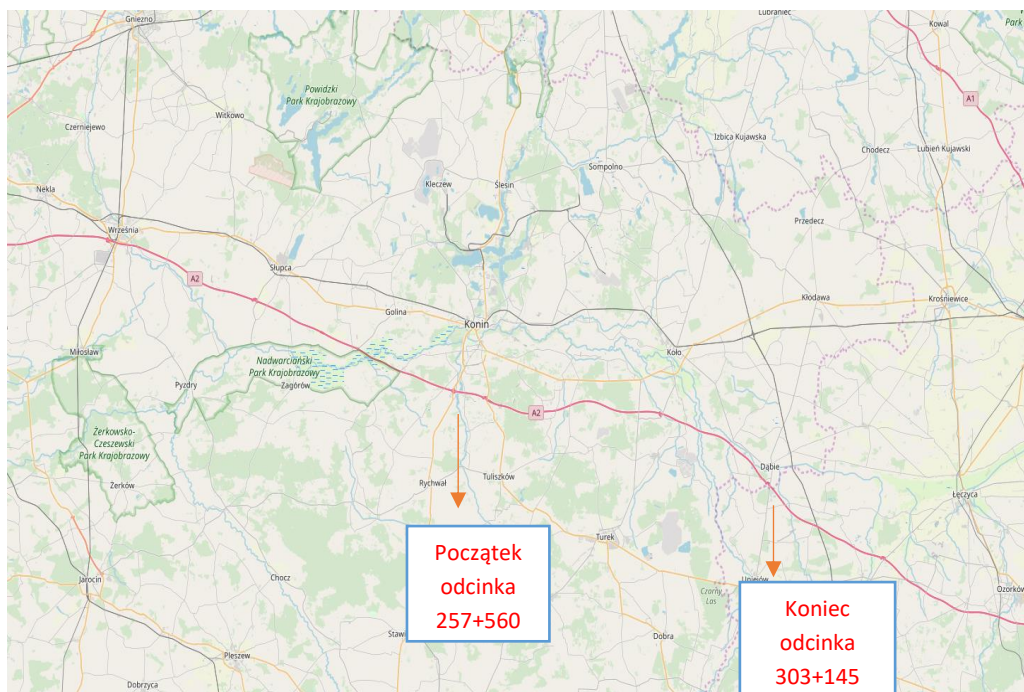 Gniezno
Lubraniec
Kowal
Park
Krajo
Powidzki
Park Krajobrazowy
A1
Witkowo
Czerniejewo
Izbica Kujawska
Chodecz
Lubień Kujawski
Sompolno
Kleczew
Ślesin
Nekla
Września
Przedecz
Słupca
A2
Kłodawa
Krośniewice
Golina
Konin
Miłosław
Koło
Nadwarciański
Park Krajobrazowy
Pyzdry
Zagórów
A2
Żerkowsko-
Czeszewski
Park Krajobrazowy
Dąbie
Żerków
Rychwał
Tuliszków
Łęczyca
Turek
Początek
odcinka
257+560
Jarocin
Chocz
Uniejów
Czarny
Las
Ozorków
Koniec
odcinka
303+145
Stawi
Dobra
Pleszew
Dobrzyca